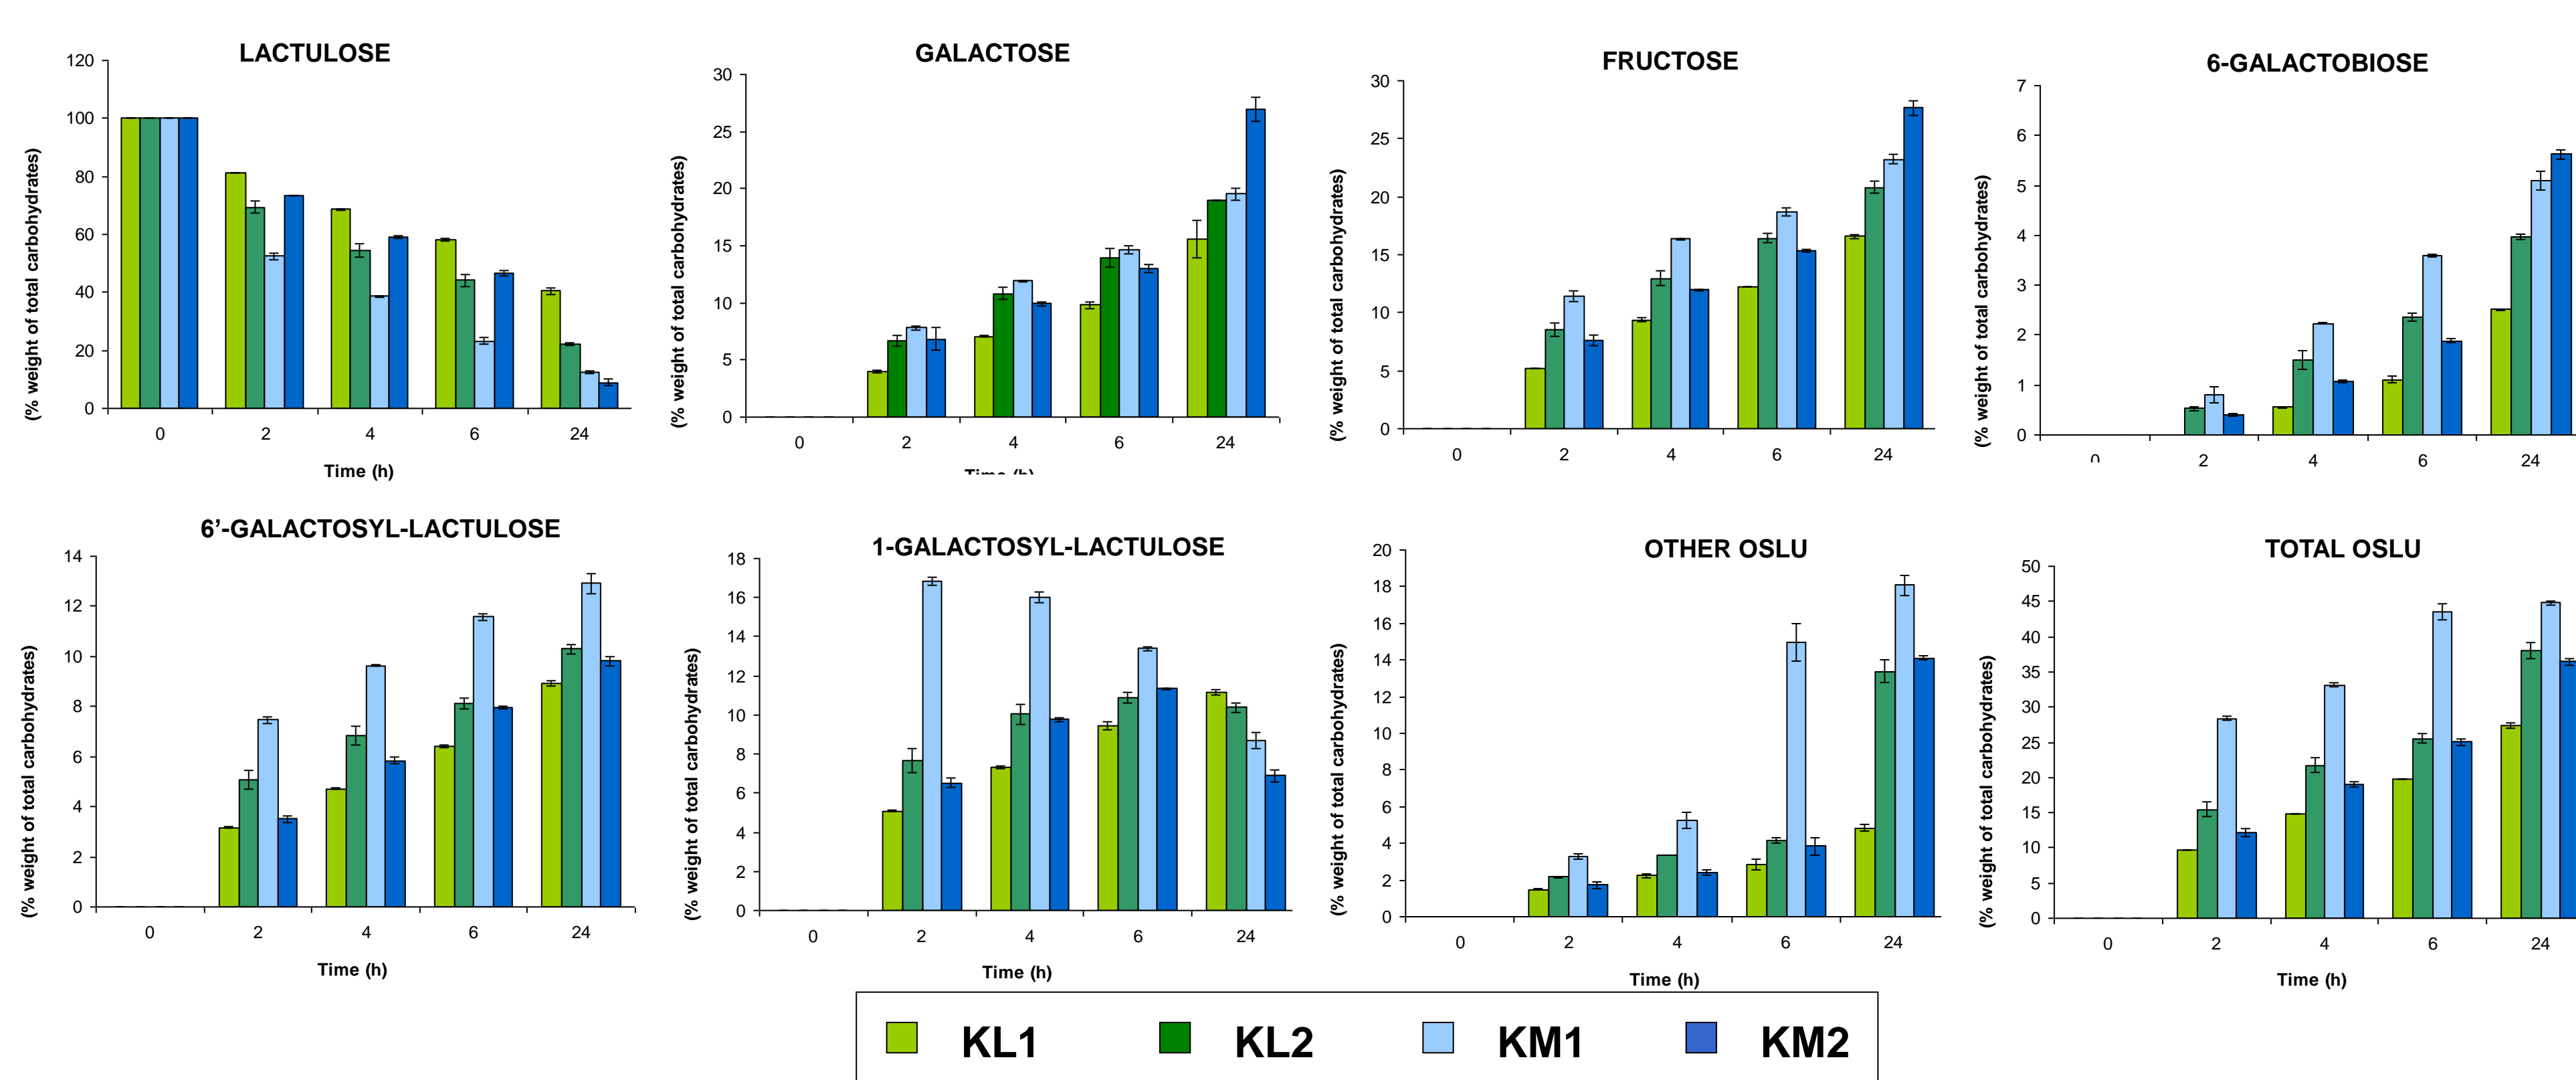 LACTULOSE
(% weight of total carbohydrates)
120
100
80
60
40
20
0
0 2 4 6 24
Time (h)
GALACTOSE
(% weight of total carbohydrates)
30
25
20
15
10
5
0
0 2 4 6 24
Time (h)
FRUCTOSE
(% weight of total carbohydrates)
30
25
20
15
10
5
0
0 2 4 6 24
6-GALACTOBIOSE
(% weight of total carbohydrates)
7
6
5
4
3
2
1
0
0 2 4 6 24
6’-GALACTOSYL-LACTULOSE
(% weight of total carbohydrates)
14
12
10
8
6
4
2
0
0 2 4 6 24
Time (h)
1-GALACTOSYL-LACTULOSE
(% weight of total carbohydrates)
18
16
14
12
10
8
6
4
2
0
0 2 4 6 24
Time (h)
OTHER OSLU
(% weight of total carbohydrates)
20
18
16
14
12
10
8
6
4
2
0
0 2 4 6 24
Time (h)
TOTAL OSLU
(% weight of total carbohydrates)
50
45
40
35
30
25
20
15
10
5
0
0 2 4 6 24
Time (h)
KL1 KL2 KM1 KM2